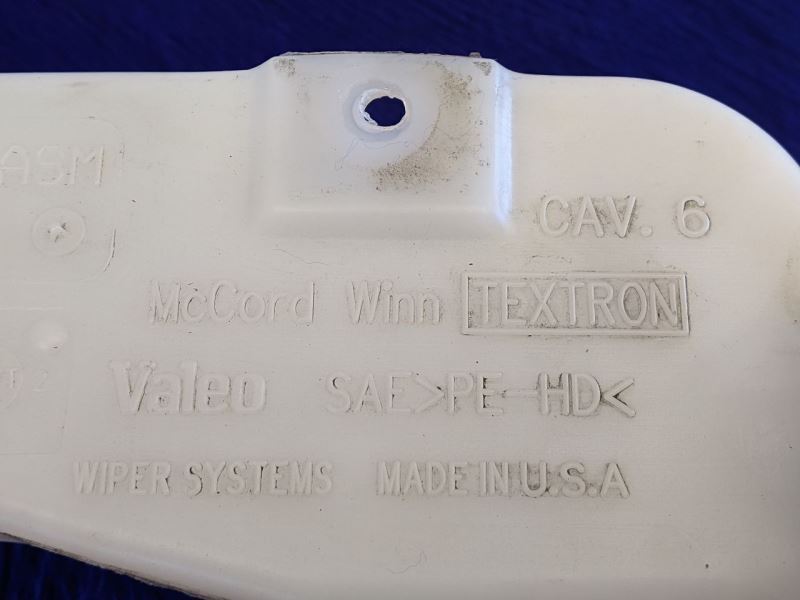 ASM
CAV. 6
McCord Winn TEXTRON
Valeo SAE>PE-HD<
WIPER SYSTEMS MADE IN U.S.A